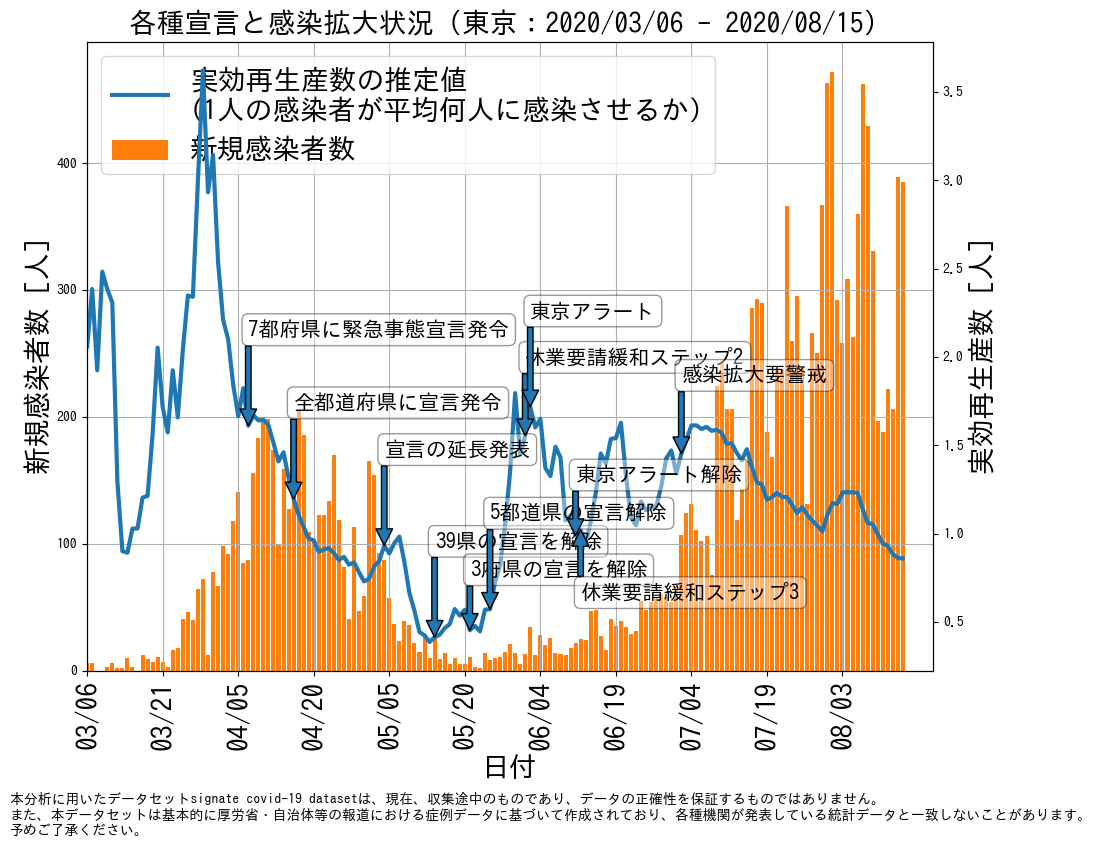 各種宣言と感染拡大状況 (東京：2020/03/06 - 2020/08/15)
実効再生産数の推定値
(1人の感染者が平均何人に感染させるか)
新規感染者数
新規感染者数 [人]
400
300
200
100
0
3.5
3.0
2.5
2.0
1.5
1.0
0.5
実効再生産数 [人]
東京アラート
7都府県に緊急事態宣言発令
休業要請緩和ステップ2
感染拡大要警戒
全都道府県に宣言発令
宣言の延長発表
東京アラート解除
5都道県の宣言解除
39県の宣言を解除
3府県の宣言を解除
休業要請緩和ステップ3
03/06
03/21
04/05
04/20
05/05
05/20
06/04
06/19
07/04
07/19
08/03
日付
本分析に用いたデータセットsignate covid-19 datasetは、現在、収集途中のものであり、データの正確性を保証するものではありません。
また、本データセットは基本的に厚労省・自治体等の報道における症例データに基づいて作成されており、各種機関が発表している統計データと一致しないことがあります。
予めご了承ください。